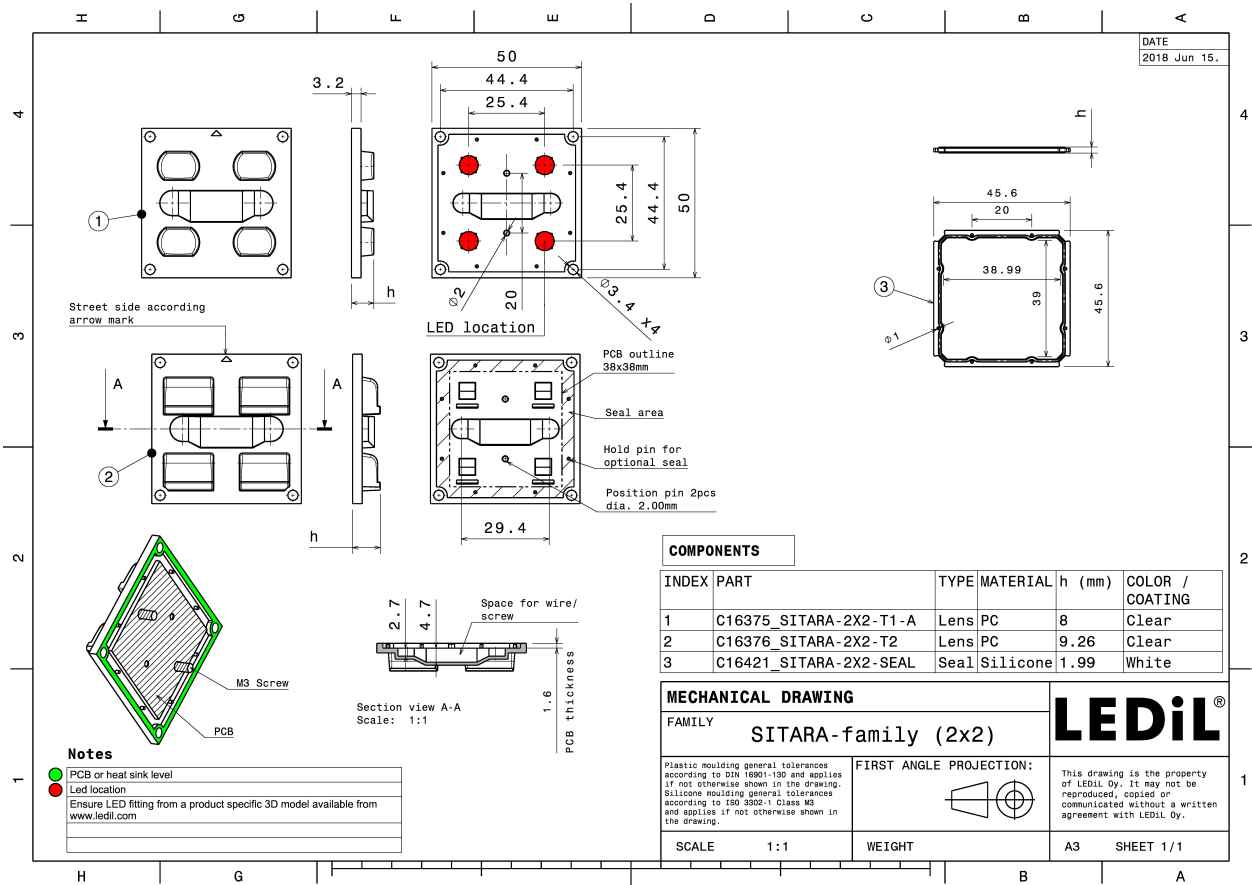 H G F E D C B A
DATE
2018 Jun 15.
4
3
2
1
4
3
2
1
50
44.4
25.4
3.2
25.4
44.4
50
1
h
Ø2
20
Ø3.4 x4
LED location
Street side according
arrow mark
A A
2
h
PCB outline
38x38mm
Seal area
Hold pin for
optional seal
Position pin 2pcs
dia. 2.00mm
29.4
h
45.6
20
38.99
39
45.6
3
Ø1
M3 Screw
PCB
2.7
4.7
Space for wire/
screw
1.6
PCB thickness
Section view A-A
Scale: 1:1
Notes
PCB or heat sink level
Led location
Ensure LED fitting from a product specific 3D model available from
www.ledil.com
COMPONENTS
INDEX PART TYPE MATERIAL h (mm) COLOR /
COATING
1 C16375_SITARA-2X2-T1-A Lens PC 8 Clear
2 C16376_SITARA-2X2-T2 Lens PC 9.26 Clear
3 C16421_SITARA-2X2-SEAL Seal Silicone 1.99 White
MECHANICAL DRAWING
FAMILY
SITARA-family (2x2)
LEDiL®
Plastic moulding general tolerances
according to DIN 16901-130 and applies
if not otherwise shown in the drawing.
Silicone moulding general tolerances
according to ISO 3302-1 Class M3
and applies if not otherwise shown in
the drawing.
FIRST ANGLE PROJECTION:
This drawing is the property
of LEDiL Oy. It may not be
reproduced, copied or
communicated without a written
agreement with LEDiL Oy.
SCALE 1:1 WEIGHT A3 SHEET 1/1
H G B A